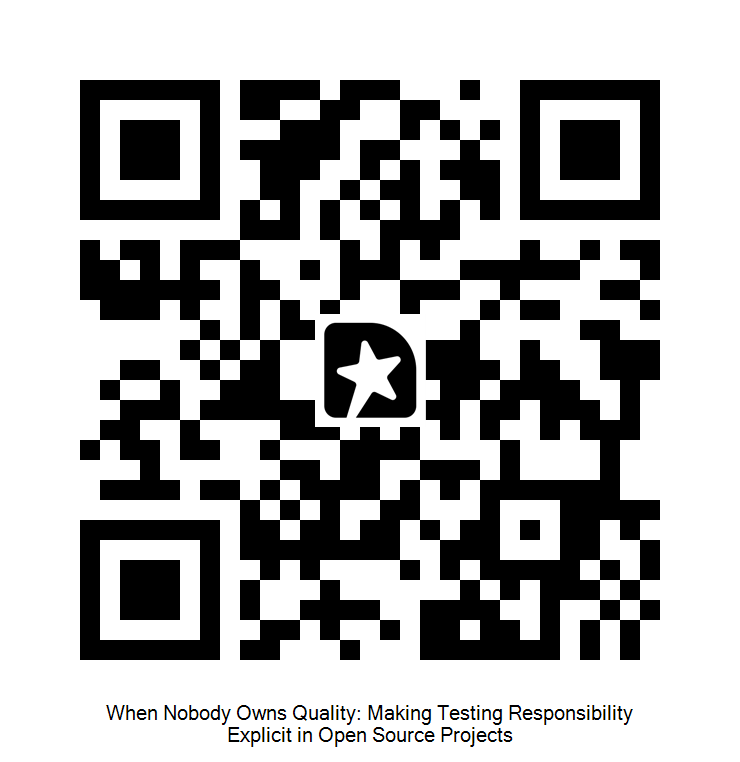 When Nobody Owns Quality: Making Testing Responsibility
Explicit in Open Source Projects